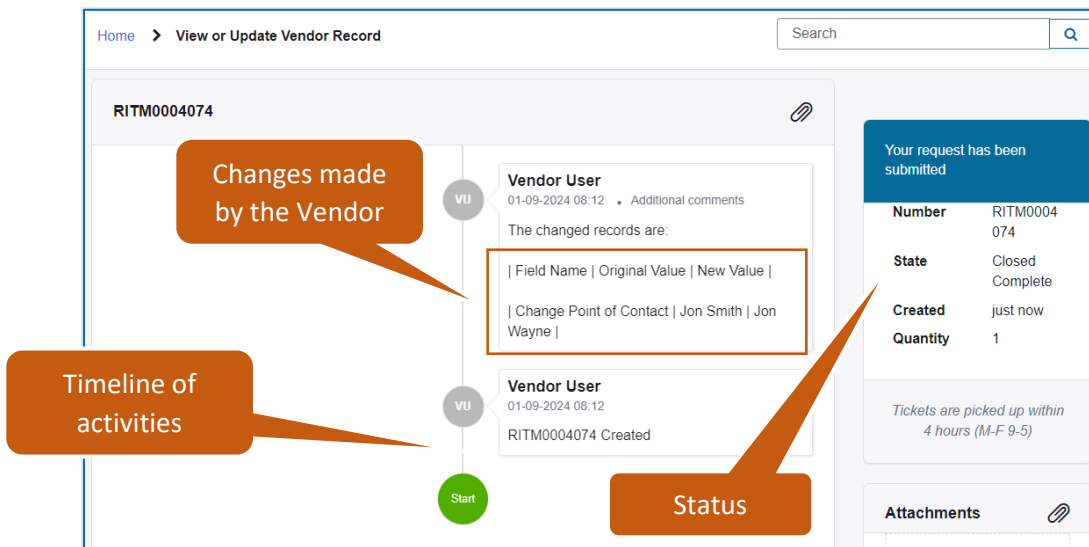 Home > View or Update Vendor Record
Search
RITM0004074
Changes made
by the Vendor
VU
Vendor User
01-09-2024 08:12 • Additional comments
The changed records are:
| Field Name | Original Value | New Value |
| Change Point of Contact | Jon Smith | Jon
Wayne |
Timeline of
activities
VU
Vendor User
01-09-2024 08:12
RITM0004074 Created
Start
Status
Your request has been
submitted
Number RITM0004
074
State Closed
Complete
Created just now
Quantity 1
Tickets are picked up within
4 hours (M-F 9-5)
Attachments